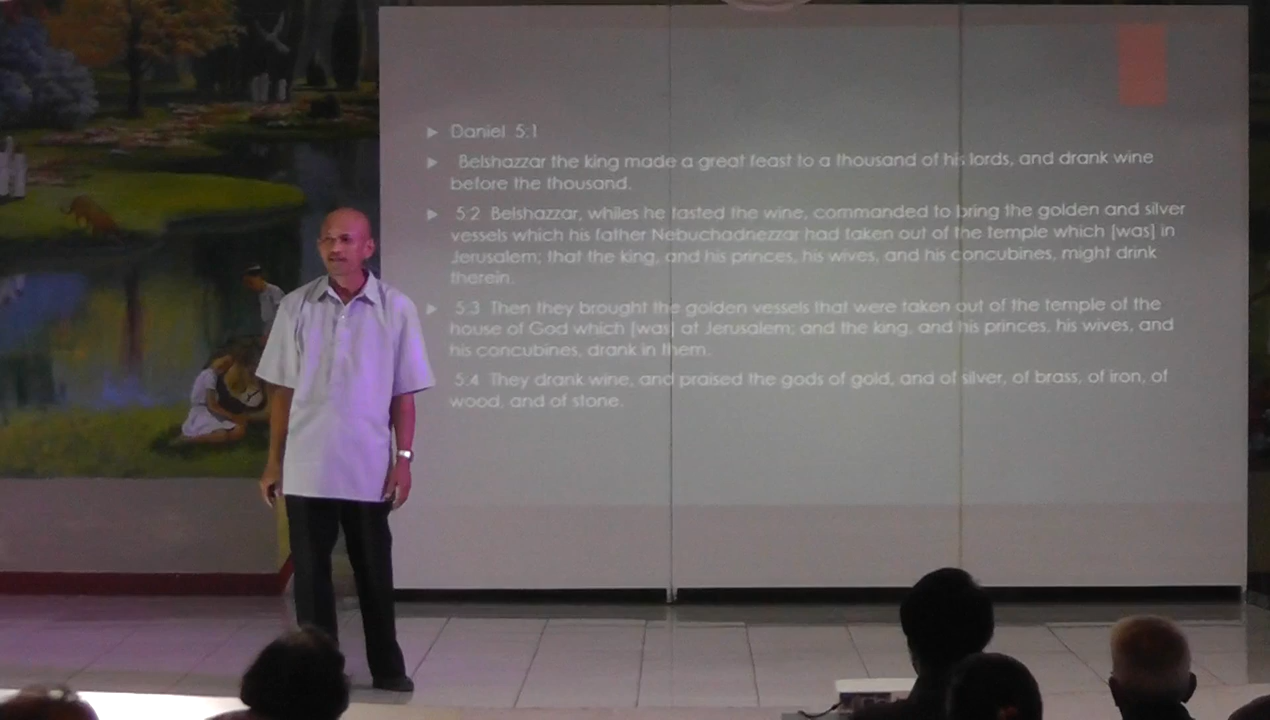 Daniel 5:1
Belshazzar the king made a great feast to a thousand of his lords, and drank wine
before the thousand.
5:2 Belshazzar, whiles he tasted the wine, commanded to bring the golden and silver
vessels which his father Nebuchadnezzar had taken out of the temple which [was] in
Jerusalem; that the king, and his princes, his wives, and his concubines, might drink
therein.
5:3 Then they brought the golden vessels that were taken out of the temple of the
house of God which [was] at Jerusalem; and the king, and his princes, his wives, and
his concubines, drank in them.
5:4 They drank wine, and praised the gods of gold, and of silver, of brass, of iron, of
wood, and of stone.